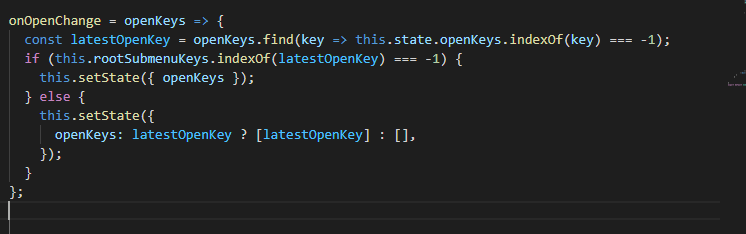 onOpenChange = openKeys => {
const latestOpenKey = openKeys.find(key => this.state.openKeys.indexOf(key) === -1);
if (this.rootSubmenuKeys.indexOf(latestOpenKey) === -1) {
this.setState({ openKeys });
} else {
this.setState({
openKeys: latestOpenKey ? [latestOpenKey] : [],
});
}
};